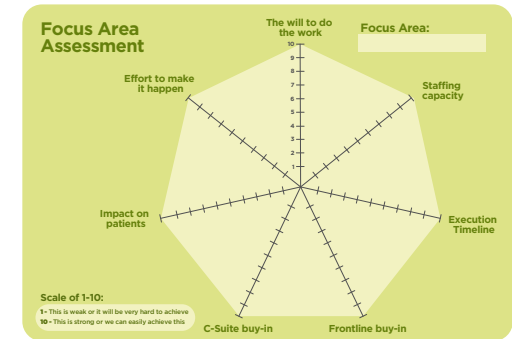 Focus Area
Assessment
The will to do
the work
Focus Area:
10
9
8
7
6
5
4
3
2
1
Effort to make
it happen
Staffing
capacity
Impact on
patients
Execution
Timeline
C-Suite buy-in
Frontline buy-in
Scale of 1-10:
1 - This is weak or it will be very hard to achieve
10 - This is strong or we can easily achieve this